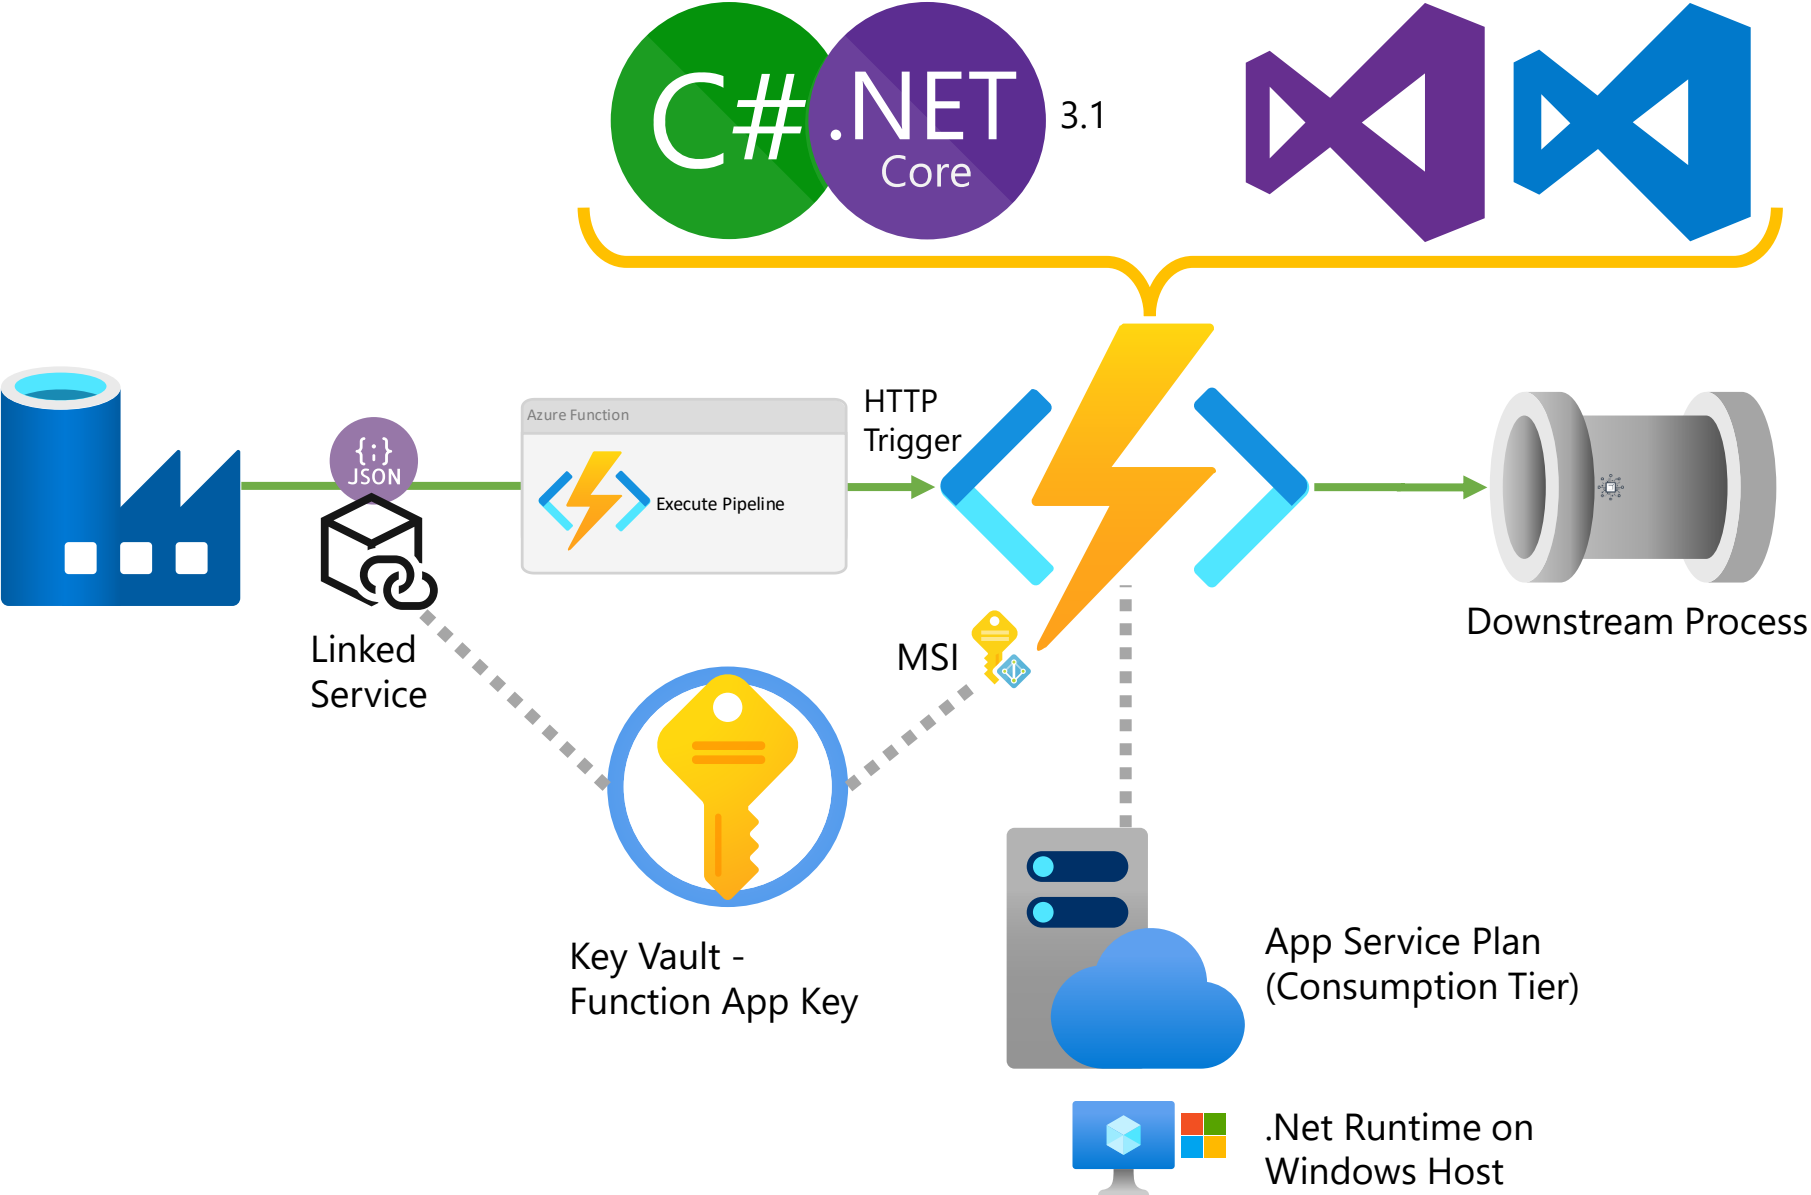 C#
.NET
Core
3.1
Azure Function
Execute Pipeline
HTTP
Trigger
{;}
JSON
Linked
Service
MSI
Downstream Process
Key Vault -
Function App Key
App Service Plan
(Consumption Tier)
.Net Runtime on
Windows Host